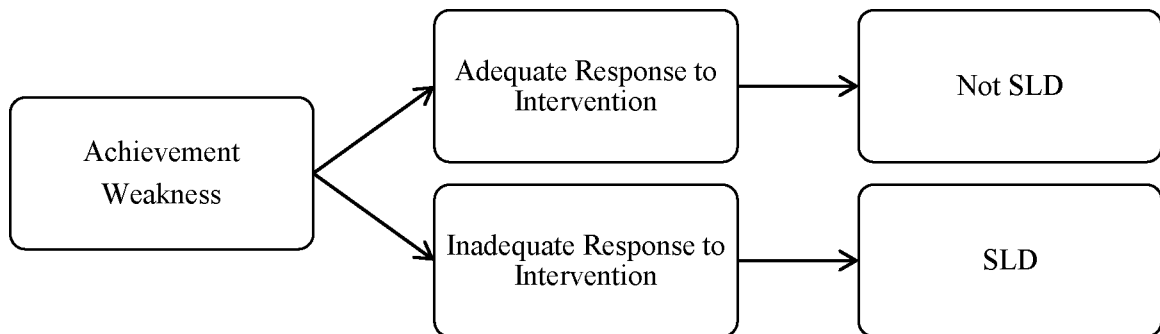 Achievement
Weakness
Adequate Response to
Intervention
Not SLD
Inadequate Response to
Intervention
SLD